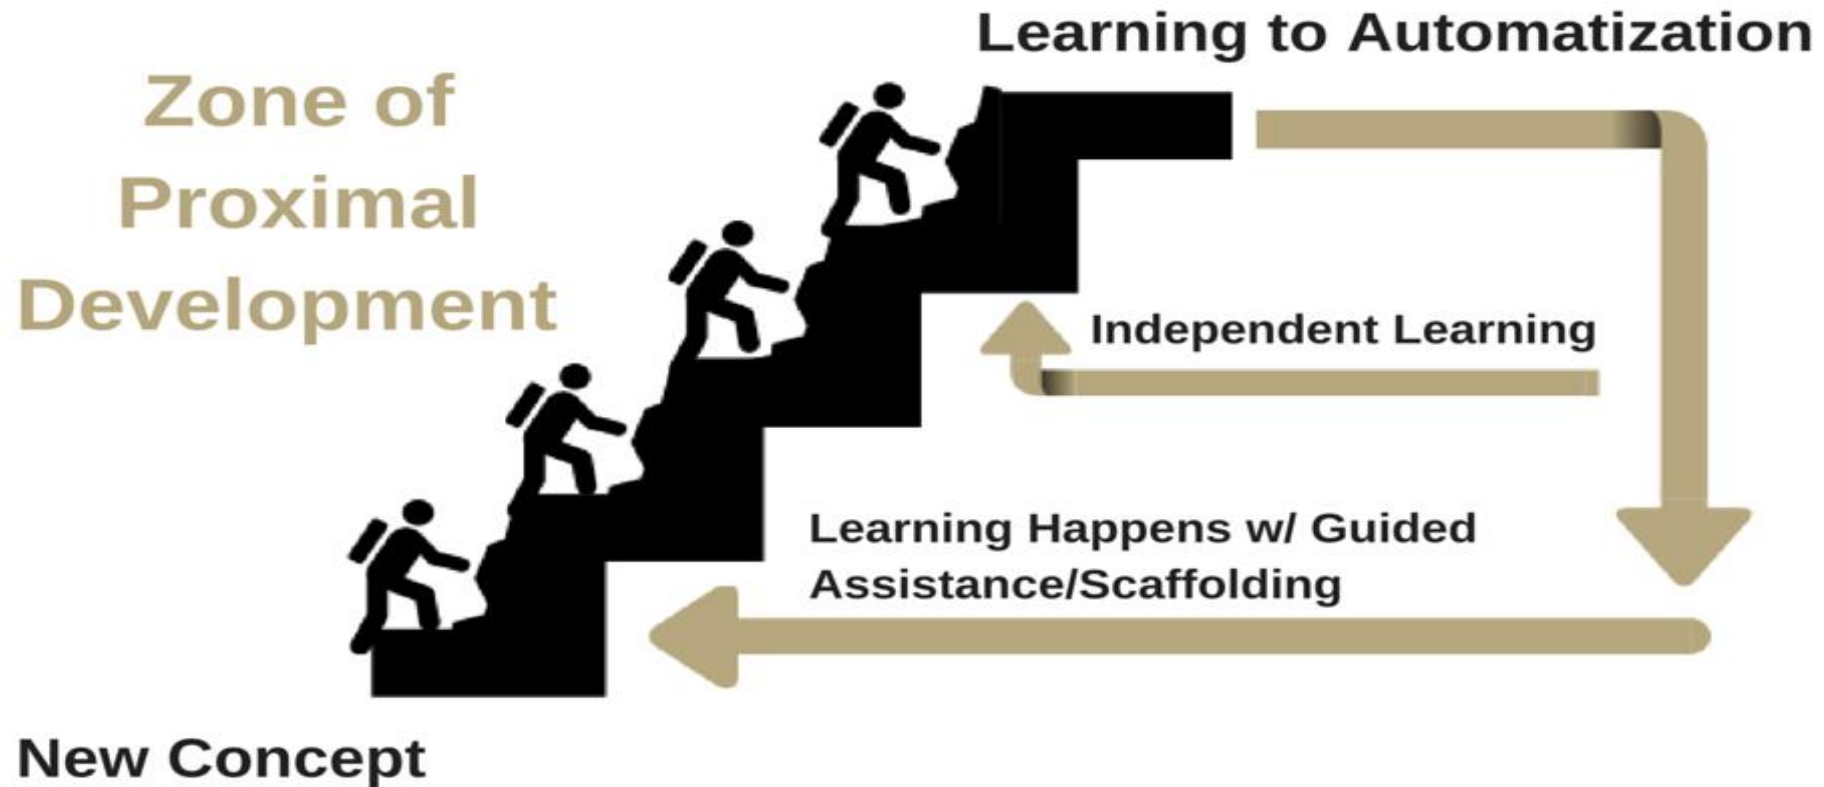 Learning to Automatization
Zone of
Proximal
Development
Independent Learning
Learning Happens w/ Guided
Assistance/Scaffolding
New Concept